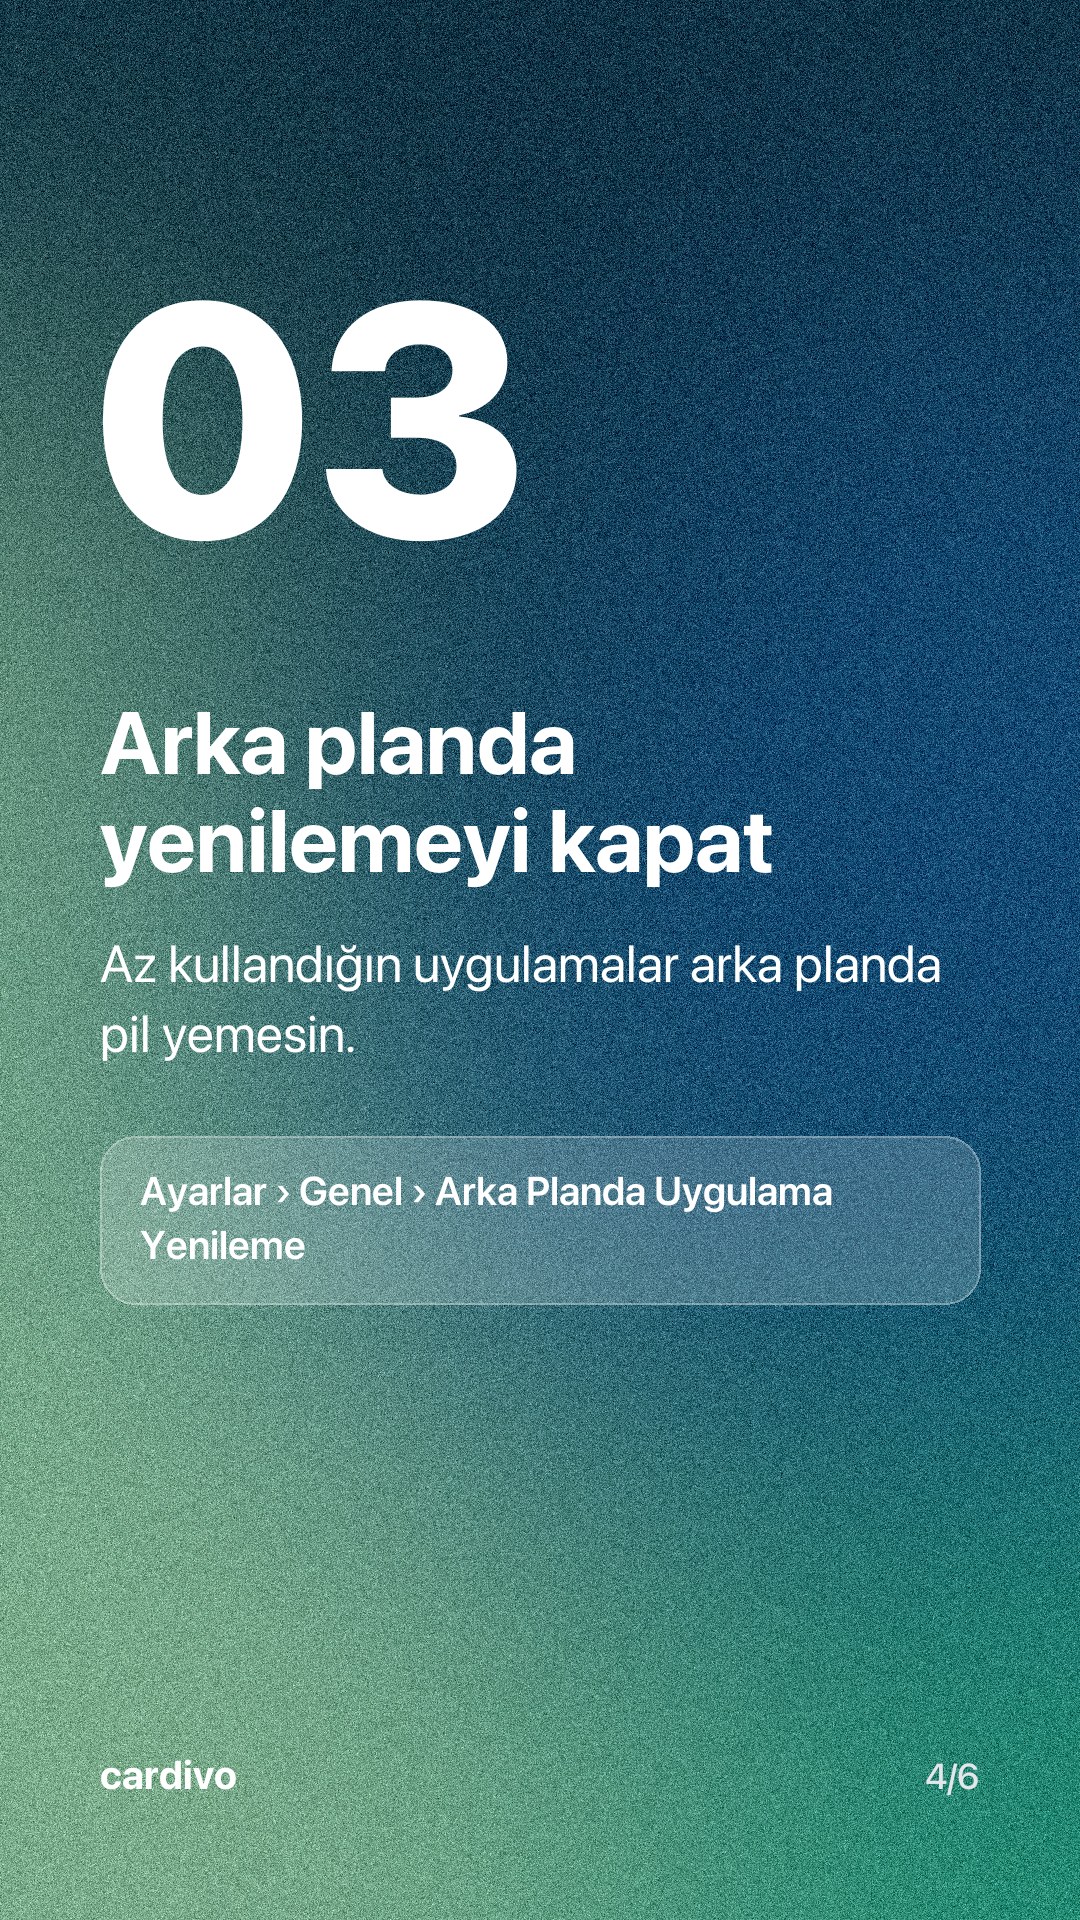 03
Arka planda
yenilemeyi kapat
Az kullandığın uygulamalar arka planda
pil yemesin.
Ayarlar › Genel › Arka Planda Uygulama
Yenileme
cardivo
4/6